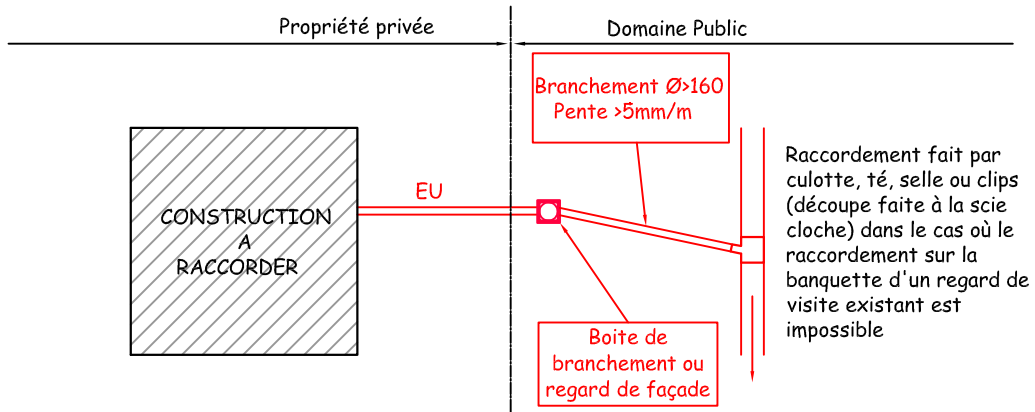 Propriété privée
Domaine Public
Branchement Ø>160
Pente >5mm/m
EU
CONSTRUCTION
A
RACCORDER
Raccordement fait par
culotte, té, selle ou clips
(découpe faite à la scie
cloche) dans le cas où le
raccordement sur la
banquette d'un regard de
visite existant est
impossible
Boite de
branchement ou
regard de façade